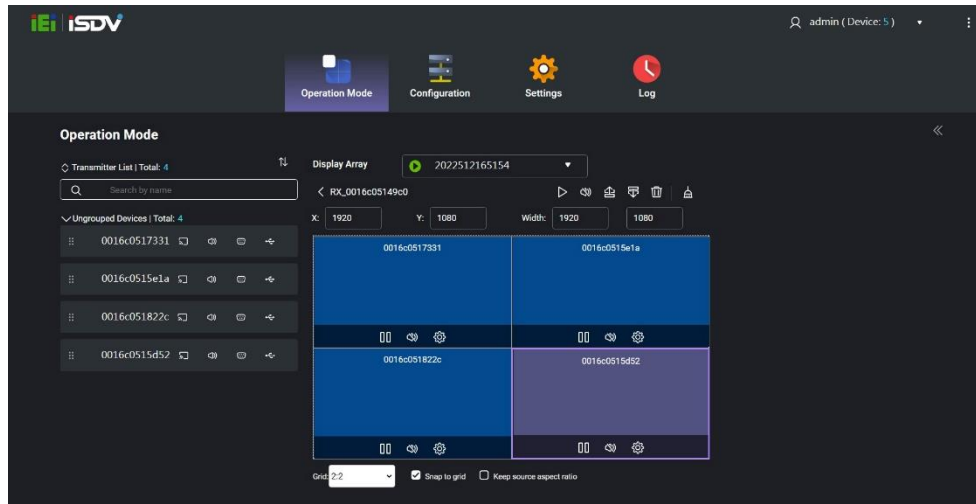 iEi iSDV
admin ( Device: 5 )
Operation Mode
Configuration
Settings
Log
Operation Mode
Transmitter List | Total: 4
Search by name
Ungrouped Devices | Total: 4
0016c0517331
0016c0515e1a
0016c051822c
0016c0515d52
Display Array
2022512165154
RX_0016c05149c0
X: 1920 Y: 1080 Width: 1920 1080
0016c0517331 0016c0515e1a
0016c051822c 0016c0515d52
Grid: 2:2 Snap to grid Keep source aspect ratio